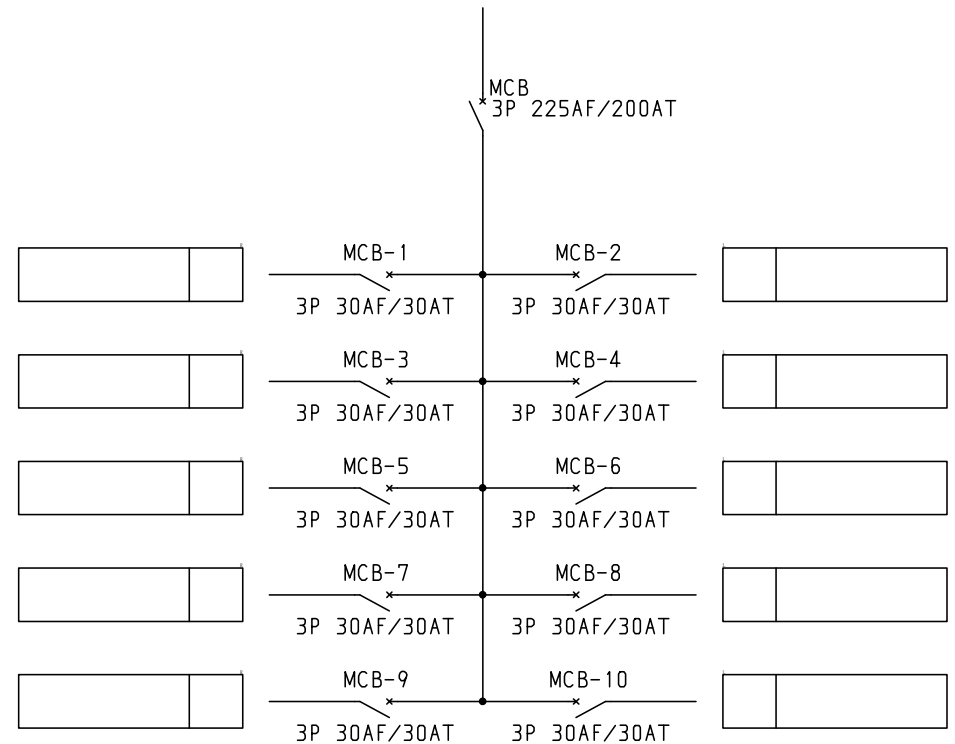 MCB
3P 225AF/200AT
MCB-1
MCB-2
3P 30AF/30AT
3P 30AF/30AT
MCB-3
MCB-4
3P 30AF/30AT
3P 30AF/30AT
MCB-5
MCB-6
3P 30AF/30AT
3P 30AF/30AT
MCB-7
MCB-8
3P 30AF/30AT
3P 30AF/30AT
MCB-9
MCB-10
3P 30AF/30AT
3P 30AF/30AT